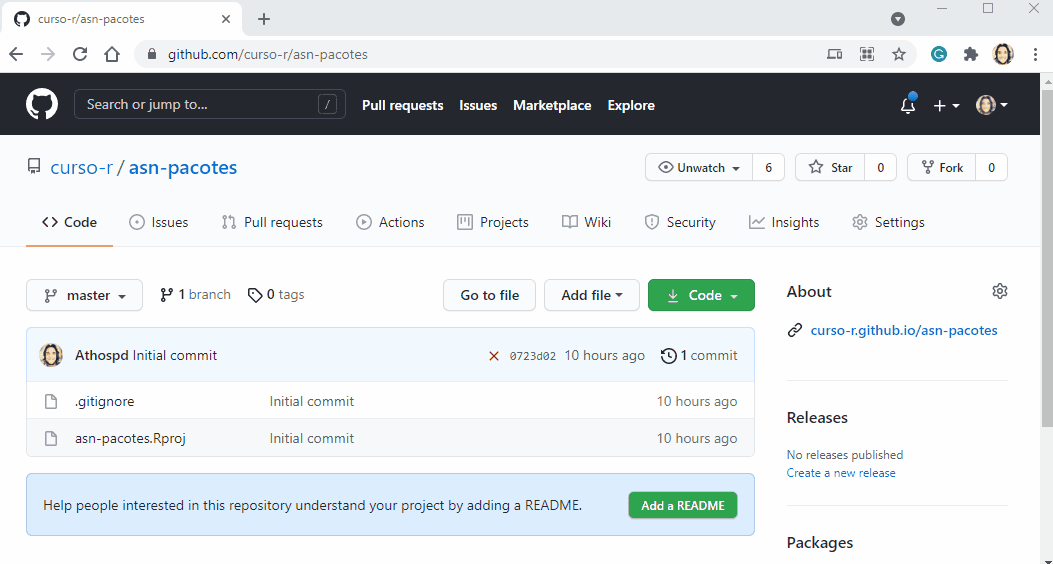 curso-r/asn-pacotes
github.com/curso-r/asn-pacotes
Search or jump to... / Pull requests Issues Marketplace Explore
curso-r / asn-pacotes Unwatch 6 Star 0 Fork 0
Code Issues Pull requests Actions Projects Wiki Security Insights Settings
master 1 branch 0 tags Go to file Add file Code
About
curso-r.github.io/asn-pacotes
Athospd Initial commit 0723d02 10 hours ago 1 commit
.gitignore Initial commit 10 hours ago
asn-pacotes.Rproj Initial commit 10 hours ago
Releases
No releases published
Create a new release
Help people interested in this repository understand your project by adding a README. Add a README
Packages